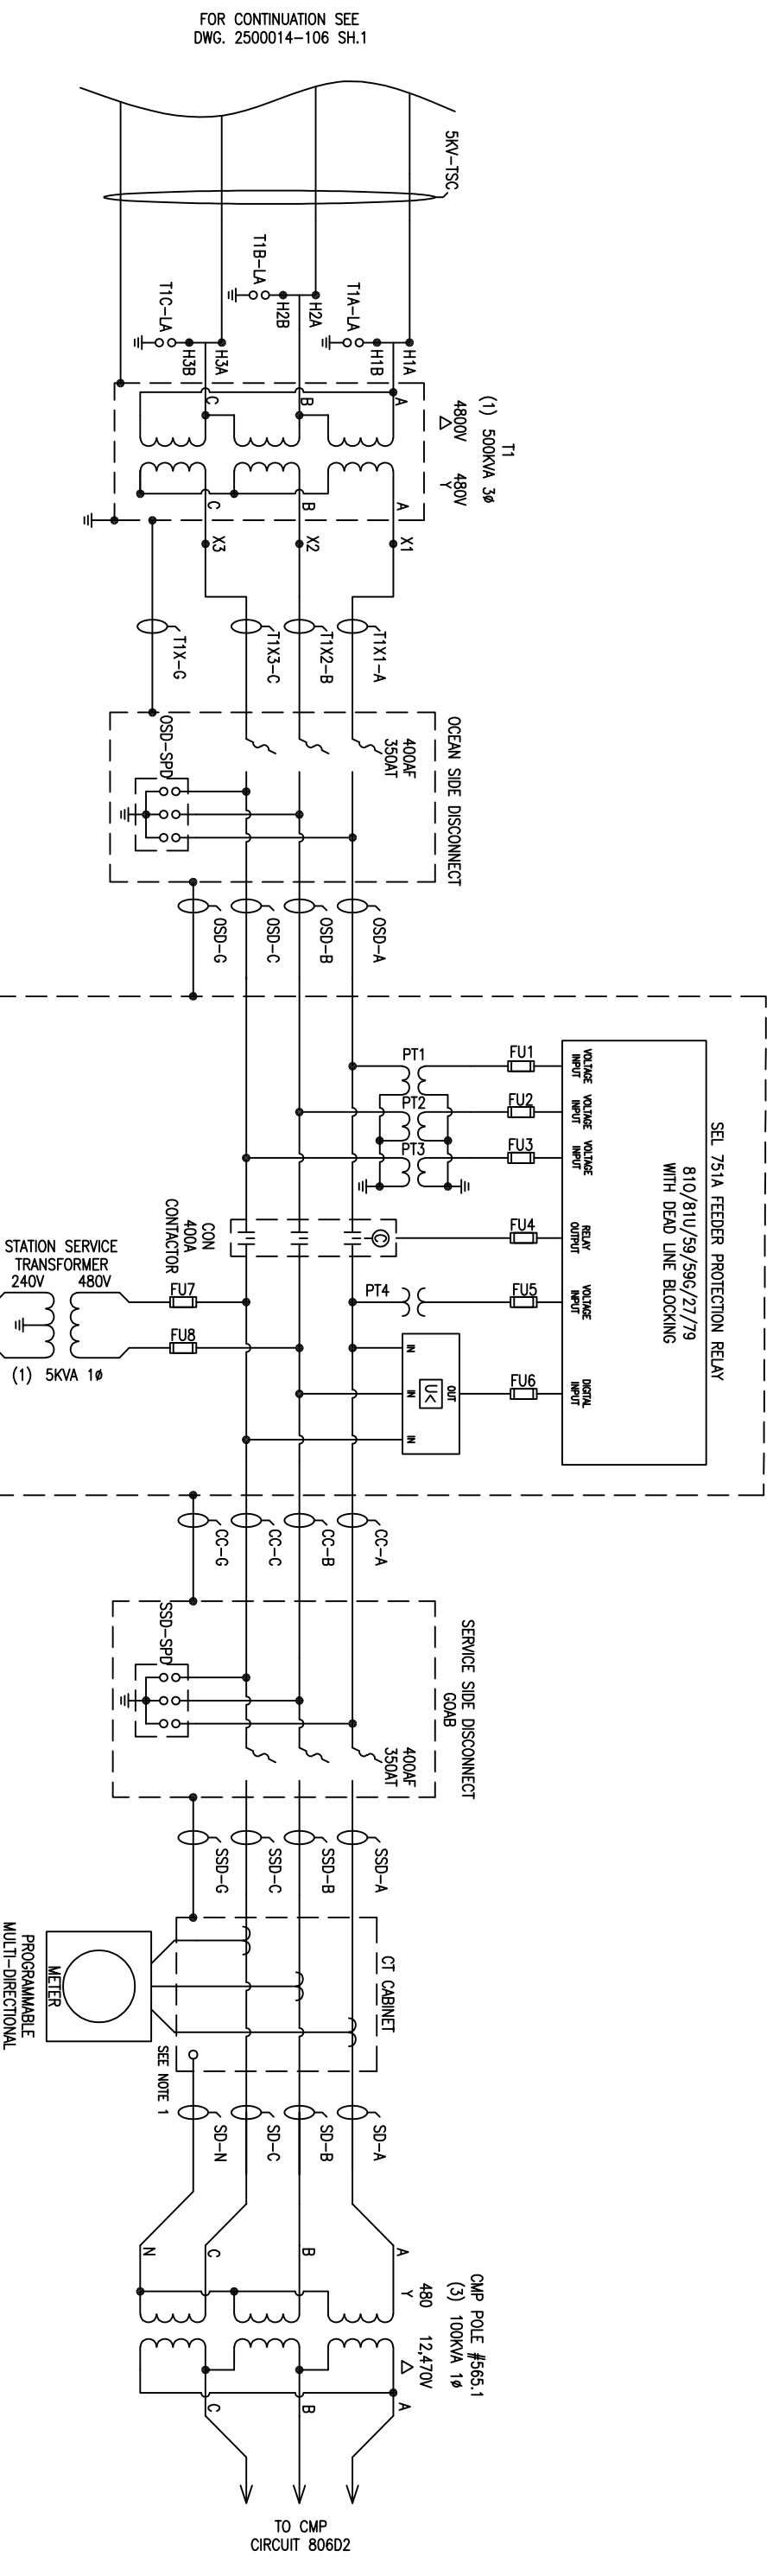 FOR CONTINUATION SEE
DWG. 2500014-106 SH.1
5KV-TSC
T1B-LA
H2A
H2B
T1A-LA
H1A
H1B
T1C-LA
H3A
H3B
T1
(1) 500KVA 3ø
4800V 480V
△ Y
A
B
C
A
B
C
X1
X2
X3
T1X1-A
T1X2-B
T1X3-C
T1X-G
OCEAN SIDE DISCONNECT
400AF
350AT
OSD-SPD
OSD-A
OSD-B
OSD-C
OSD-G
SEL 751A FEEDER PROTECTION RELAY
81O/81U/59/59G/27/79
WITH DEAD LINE BLOCKING
VOLTAGE
INPUT
VOLTAGE
INPUT
VOLTAGE
INPUT
RELAY
OUTPUT
VOLTAGE
INPUT
DIGITAL
INPUT
FU1
FU2
FU3
FU4
FU5
FU6
PT1
PT2
PT3
PT4
C
CON
400A
CONTACTOR
FU7
FU8
STATION SERVICE
TRANSFORMER
240V 480V
(1) 5KVA 1ø
IN
IN
IN
OUT
U<
CC-A
CC-B
CC-C
CC-G
SERVICE SIDE DISCONNECT
GOAB
SSD-SPD
400AF
350AT
SSD-A
SSD-B
SSD-C
SSD-G
CT CABINET
METER
PROGRAMMABLE
MULTI-DIRECTIONAL
SEE NOTE 1
SD-A
SD-B
SD-C
SD-N
A
B
C
N
CMP POLE #565.1
(3) 100KVA 1ø
480 12,470V
Y △
A
B
C
TO CMP
CIRCUIT 806D2